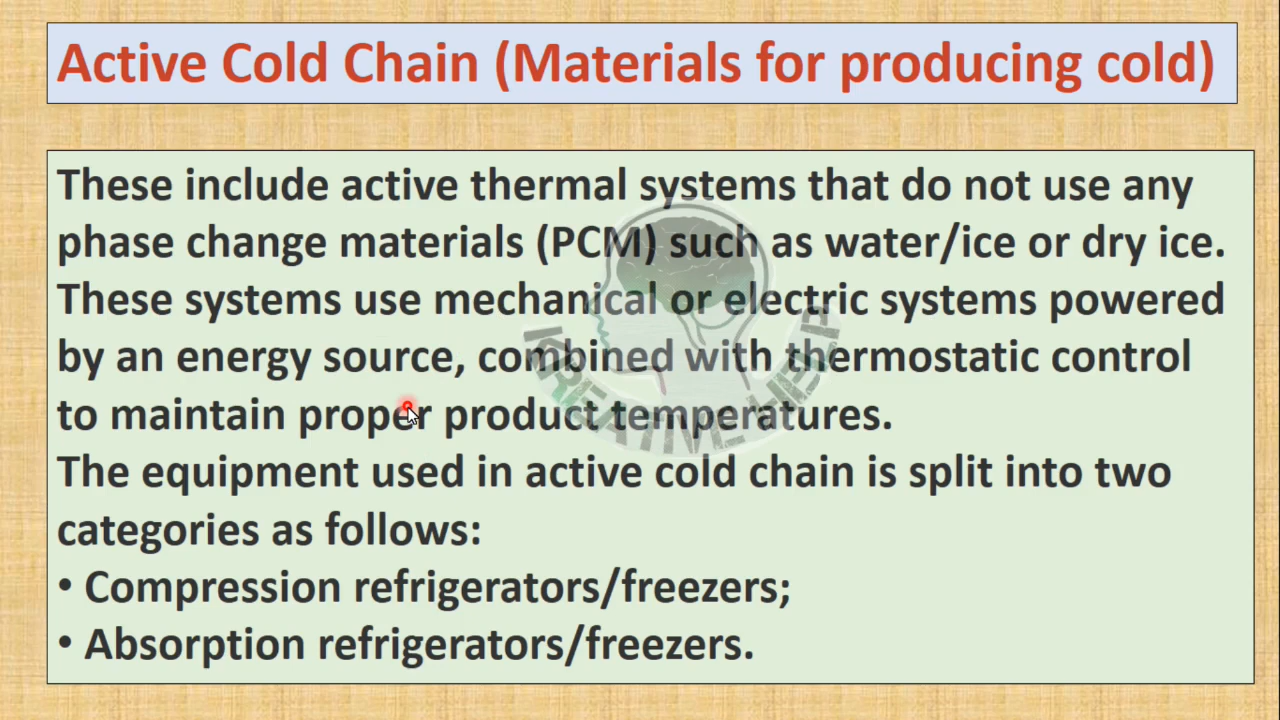 Active Cold Chain (Materials for producing cold)
These include active thermal systems that do not use any
phase change materials (PCM) such as water/ice or dry ice.
These systems use mechanical or electric systems powered
by an energy source, combined with thermostatic control
to maintain proper product temperatures.
The equipment used in active cold chain is split into two
categories as follows:
• Compression refrigerators/freezers;
• Absorption refrigerators/freezers.
KREATIVE HELP